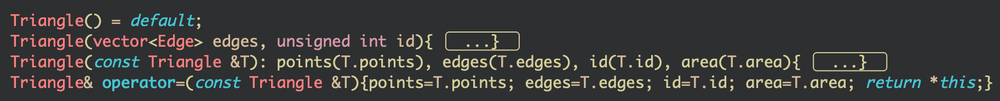 Triangle() = default;
Triangle(vector<Edge> edges, unsigned int id){ ...}
Triangle(const Triangle &T): points(T.points), edges(T.edges), id(T.id), area(T.area){ ...}
Triangle& operator=(const Triangle &T){points=T.points; edges=T.edges; id=T.id; area=T.area; return *this;}